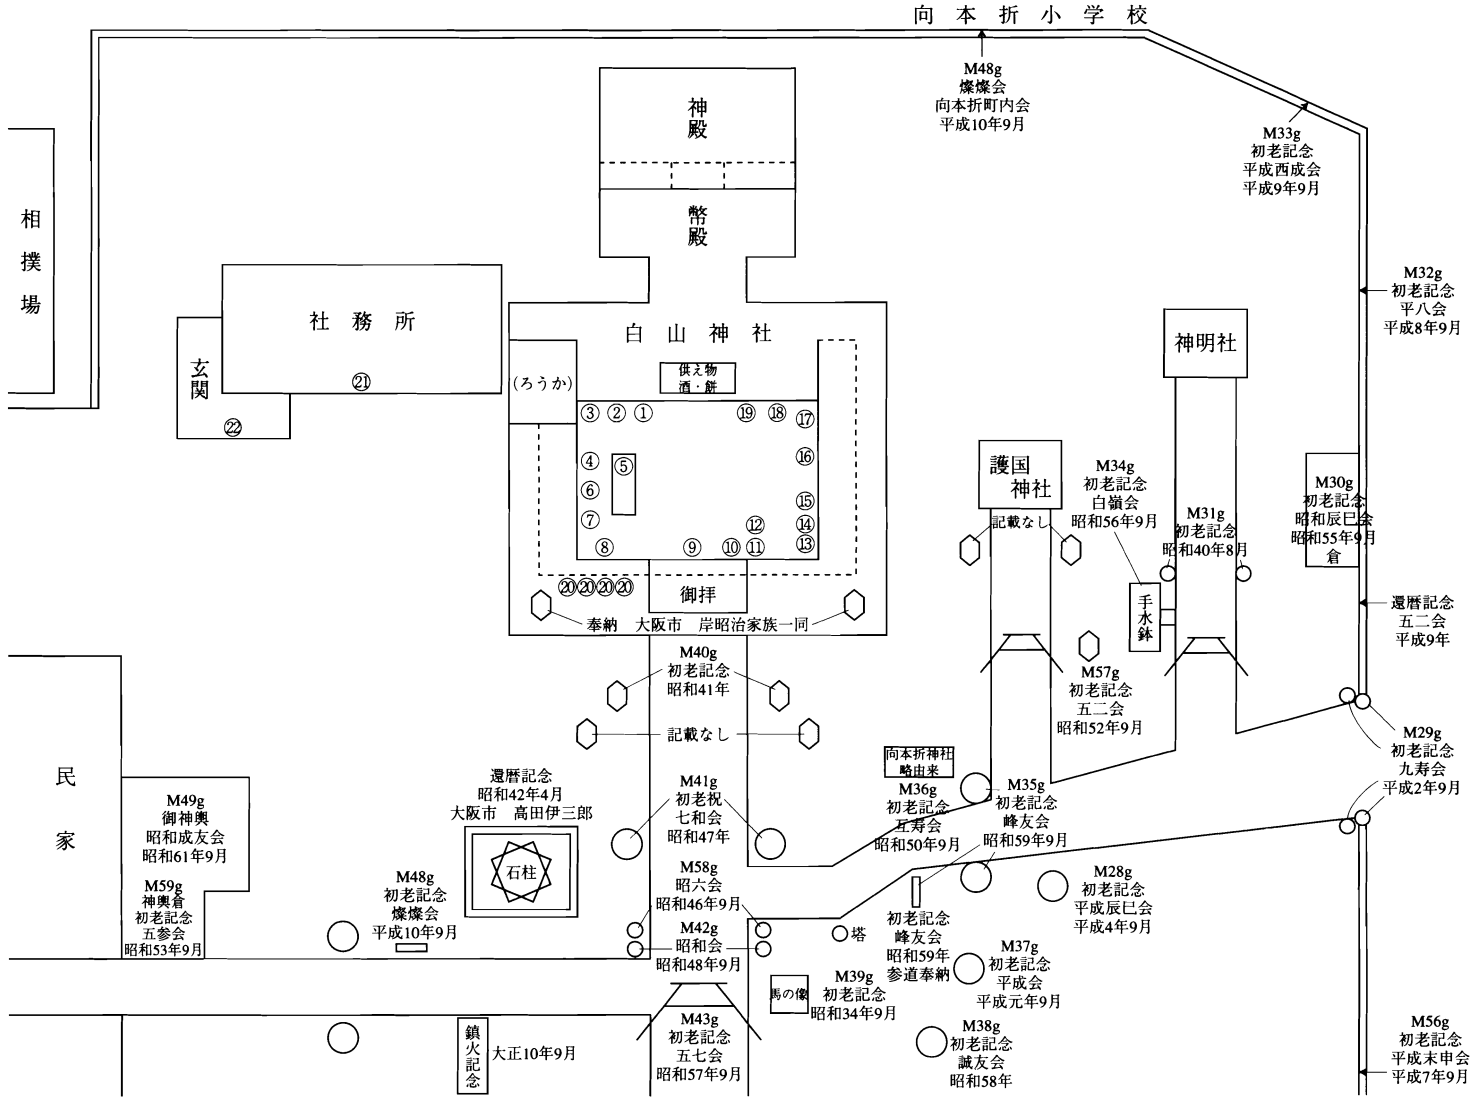 向本折小学校
M48g
燦燦会
向本折町内会
平成10年9月
M33g
初老記念
平成酉成会
平成9年9月
神殿
幣殿
相撲場
社務所
玄関
㉑
㉒
白山神社
(ろうか)
供え物
酒・餅
③ ② ① ⑲ ⑱ ⑰
④ ⑤ ⑯
⑥ ⑮
⑦ ⑫ ⑭
⑧ ⑨ ⑩ ⑪ ⑬
⑳⑳⑳⑳
御拝
奉納 大阪市 岸昭治家族一同
M32g
初老記念
平八会
平成8年9月
神明社
護国
神社
記載なし
M34g
初老記念
白嶺会
昭和56年9月
M31g
初老記念
昭和40年8月
M30g
初老記念
昭和辰巳会
昭和55年9月
倉
手水鉢
還暦記念
五二会
平成9年
M57g
初老記念
五二会
昭和52年9月
M29g
初老記念
九寿会
平成2年9月
M40g
初老記念
昭和41年
記載なし
向本折神社
略由来
M36g
初老記念
互寿会
昭和50年9月
M35g
初老記念
峰友会
昭和59年9月
民家
M49g
御神輿
昭和成友会
昭和61年9月
M59g
神輿倉
初老記念
五参会
昭和53年9月
還暦記念
昭和42年4月
大阪市 高田伊三郎
石柱
M48g
初老記念
燦燦会
平成10年9月
M41g
初老祝
七和会
昭和47年
M58g
昭六会
昭和46年9月
M42g
昭和会
昭和48年9月
M43g
初老記念
五七会
昭和57年9月
塔
初老記念
峰友会
昭和59年
参道奉納
M28g
初老記念
平成辰巳会
平成4年9月
馬の像
M39g
初老記念
昭和34年9月
M37g
初老記念
平成会
平成元年9月
M38g
初老記念
誠友会
昭和58年
鎮火記念
大正10年9月
M56g
初老記念
平成末申会
平成7年9月